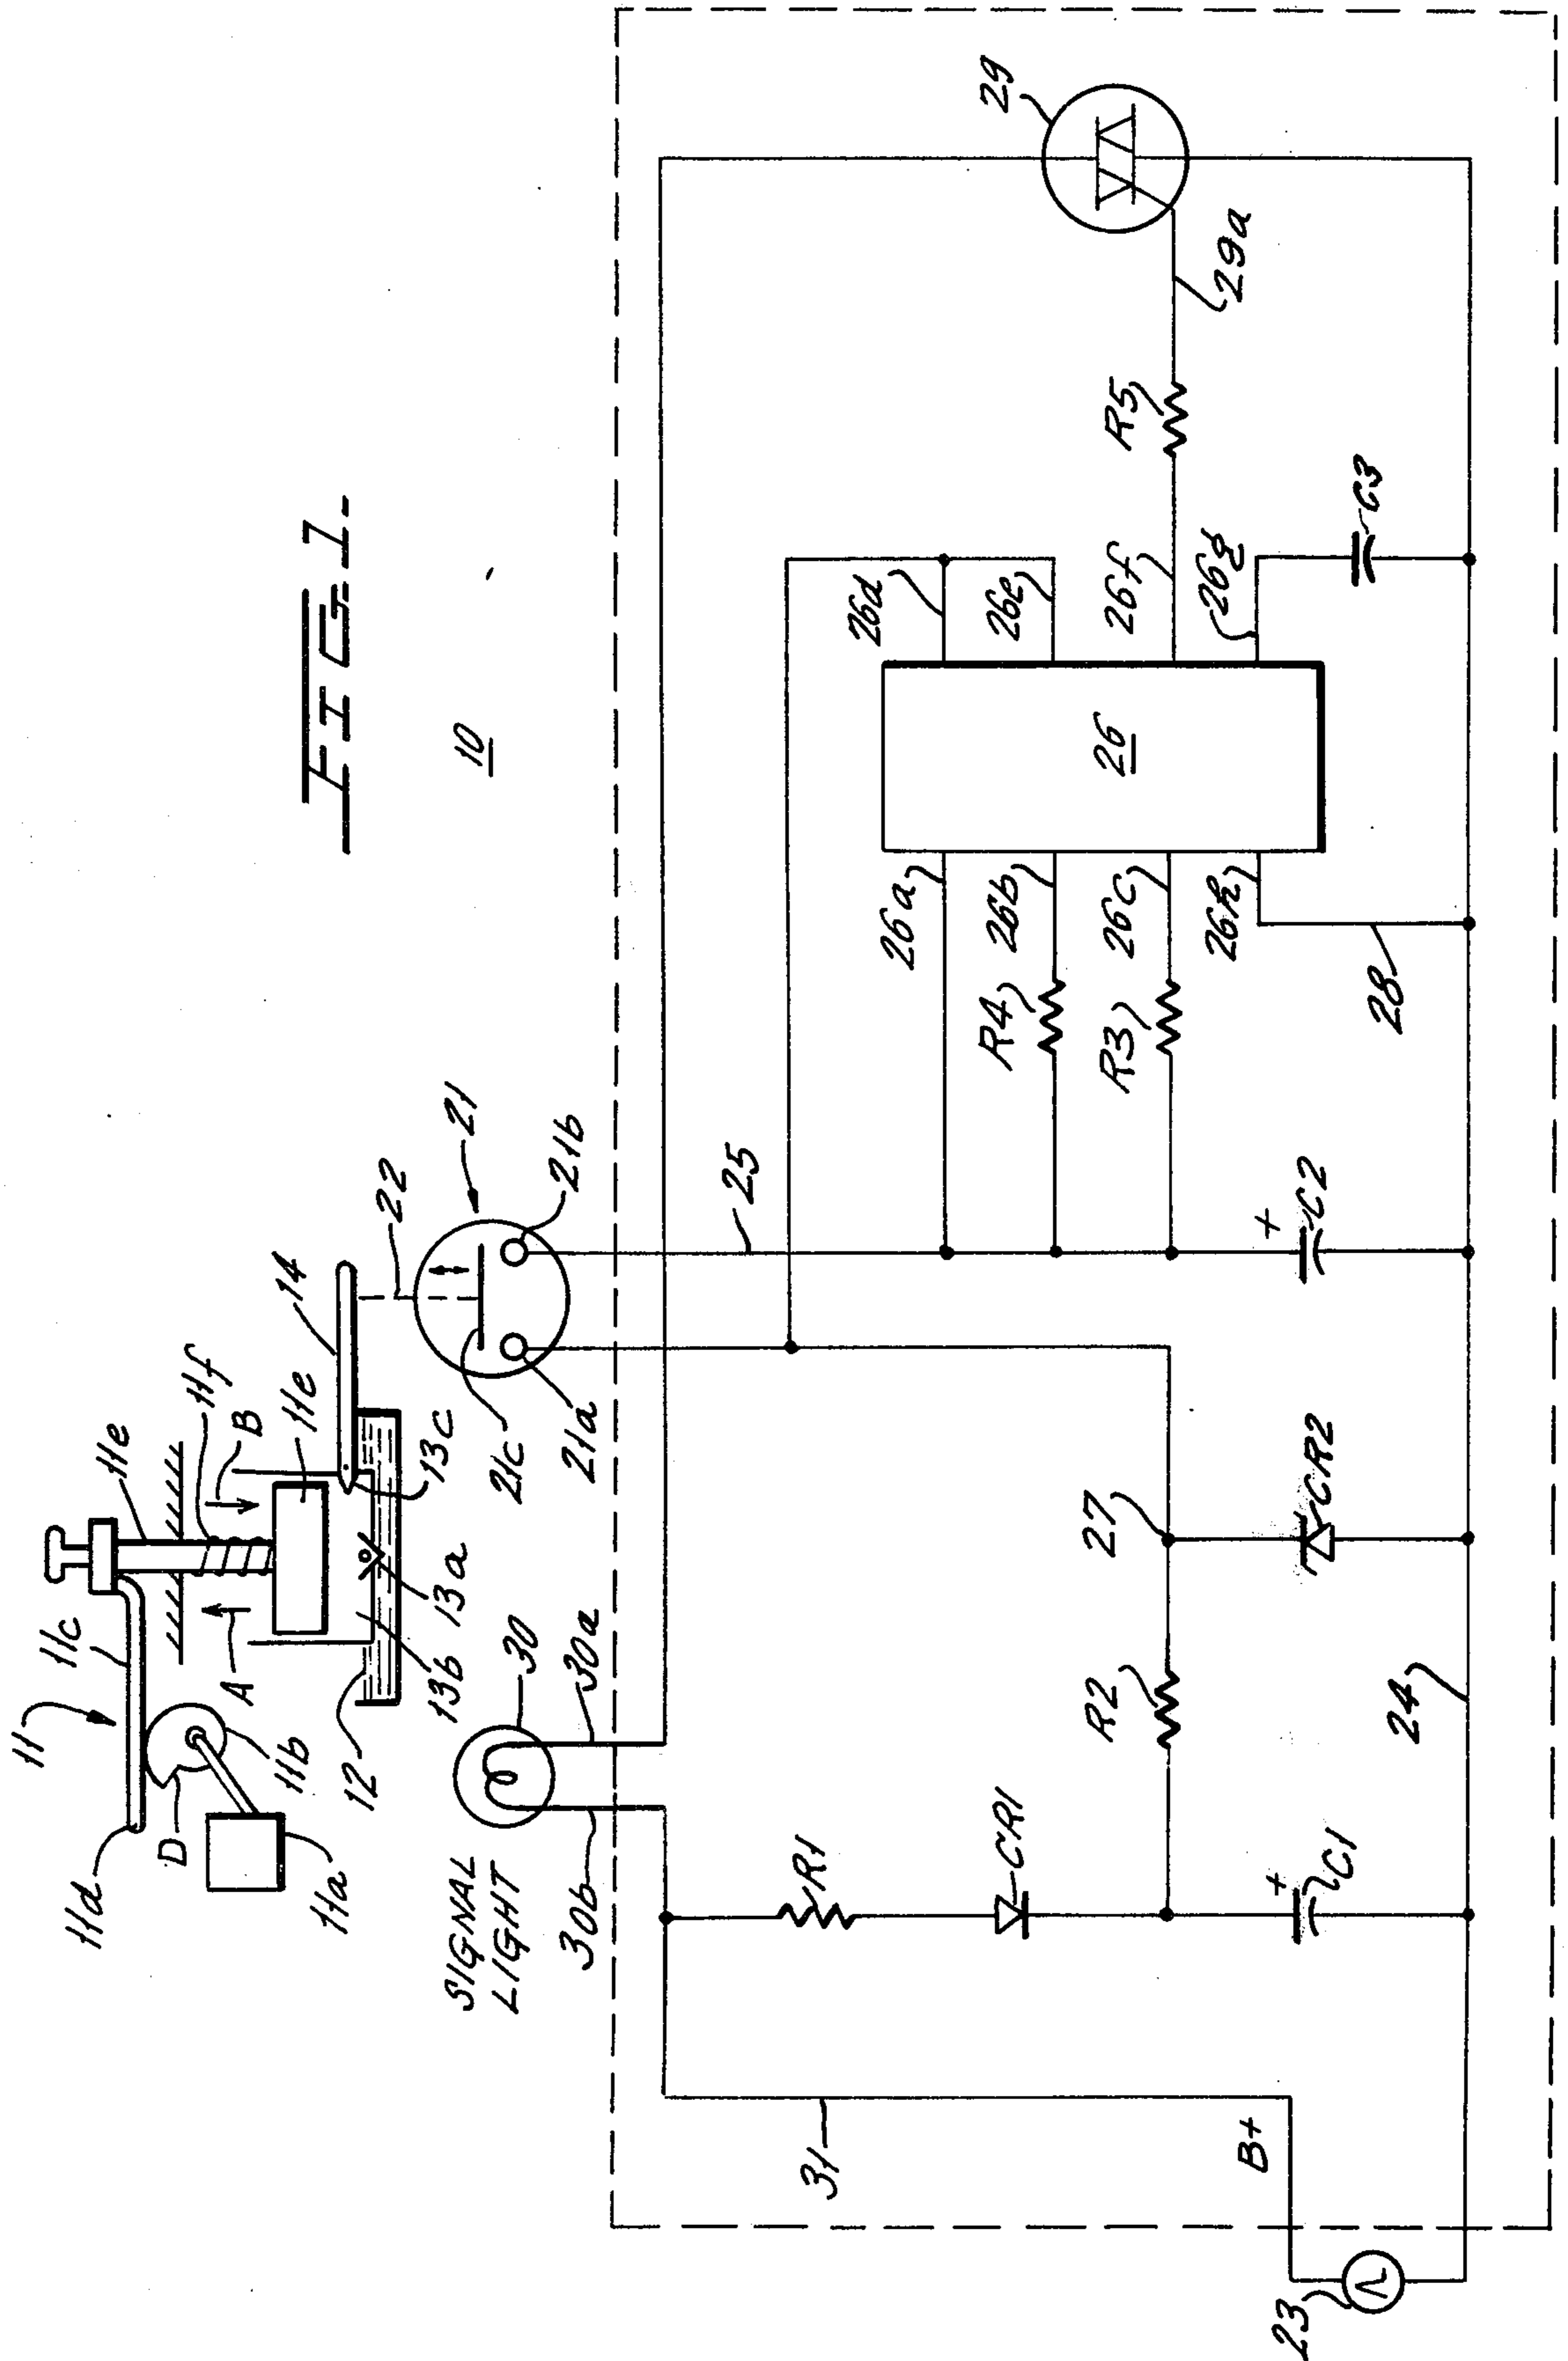 FIG. 1.
10
11
11c
11d
11e
11f
A
B
D
11a
11b
11e
12
13b
13a
13c
14
22
21
21c
21a
21b
SIGNAL
LIGHT
30
30a
30b
25
31
B+
23
24
R1
CR1
+
C1
R2
27
CR2
+
C2
R4
R3
26a
26b
26c
26h
28
26
26d
26e
26f
26g
R5
C3
29
29a